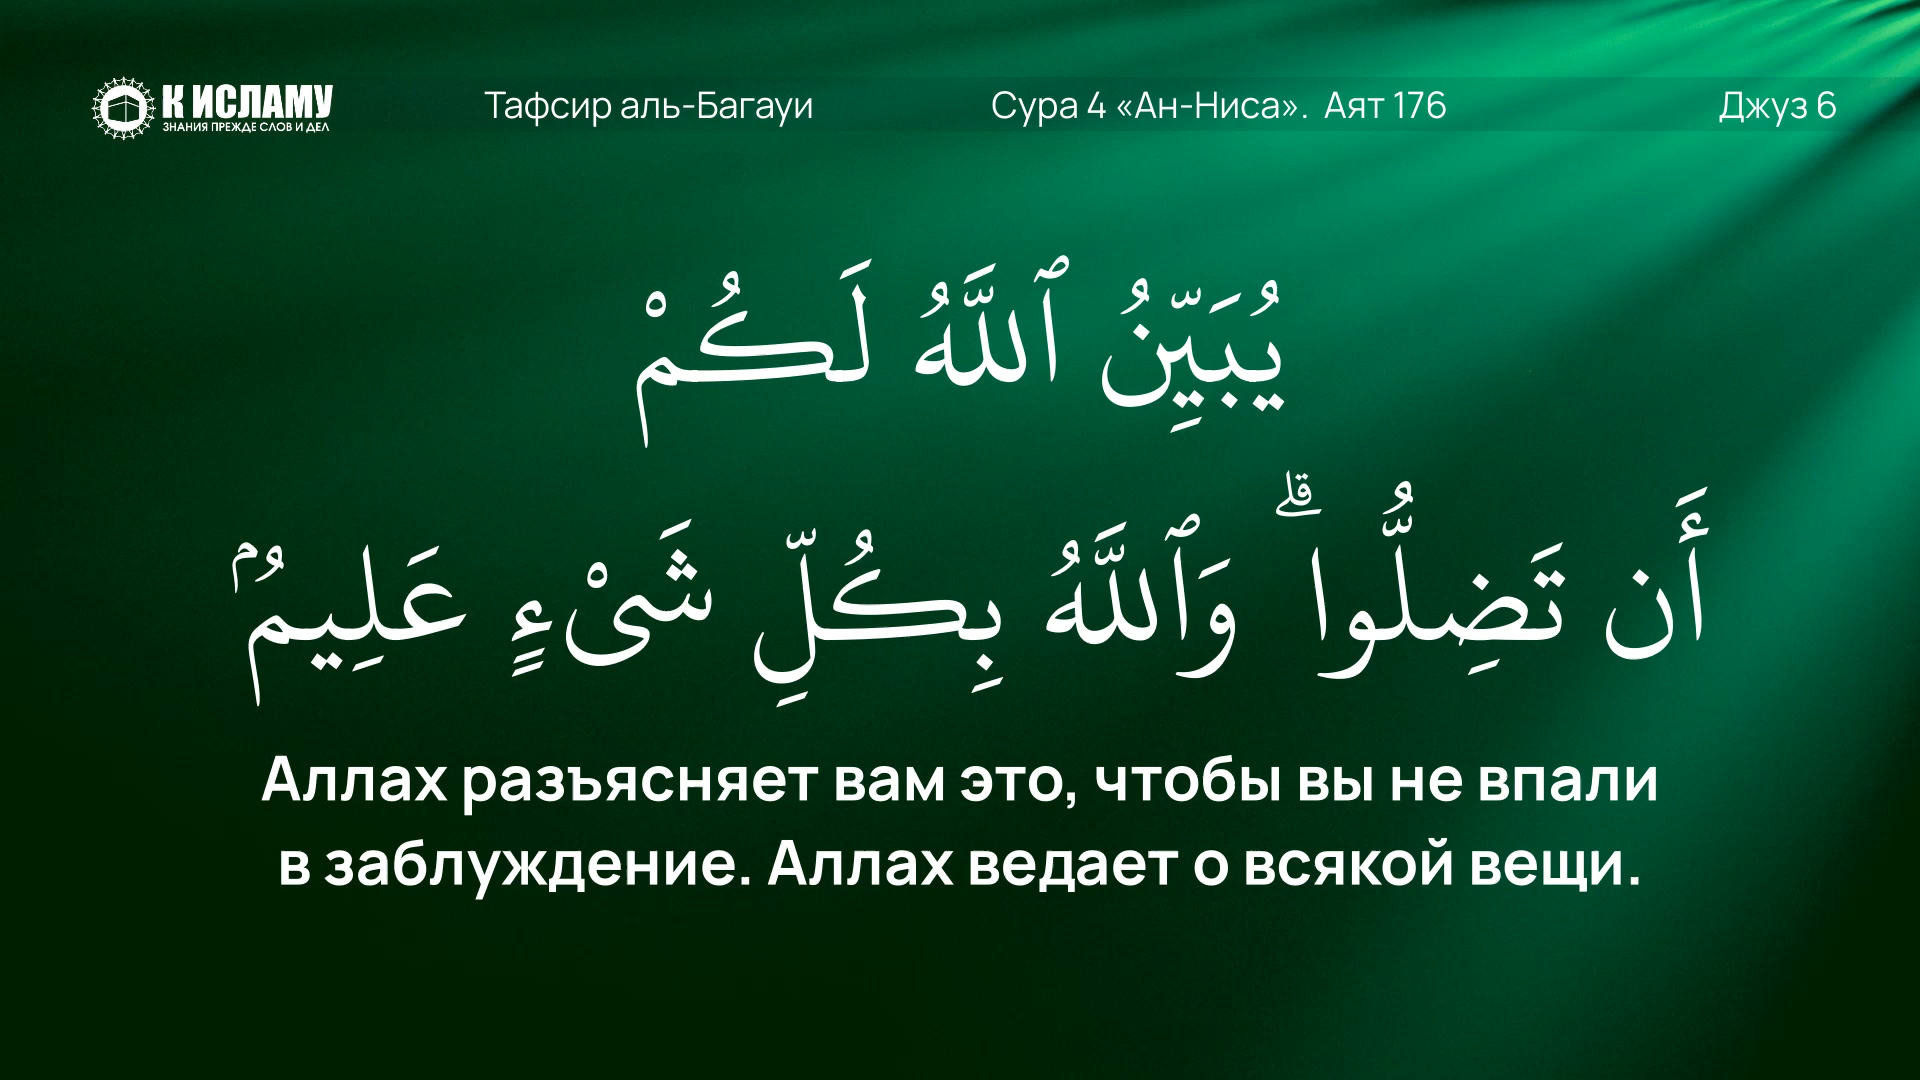 К ИСЛАМУ
ЗНАНИЯ ПРЕЖДЕ СЛОВ И ДЕЛ
Тафсир аль-Багауи
Сура 4 «Ан-Ниса». Аят 176
Джуз 6
يُبَيِّنُ ٱللَّهُ لَكُمْ
أَن تَضِلُّوا۟ ۗ وَٱللَّهُ بِكُلِّ شَىْءٍ عَلِيمٌۢ
Аллах разъясняет вам это, чтобы вы не впали
в заблуждение. Аллах ведает о всякой вещи.